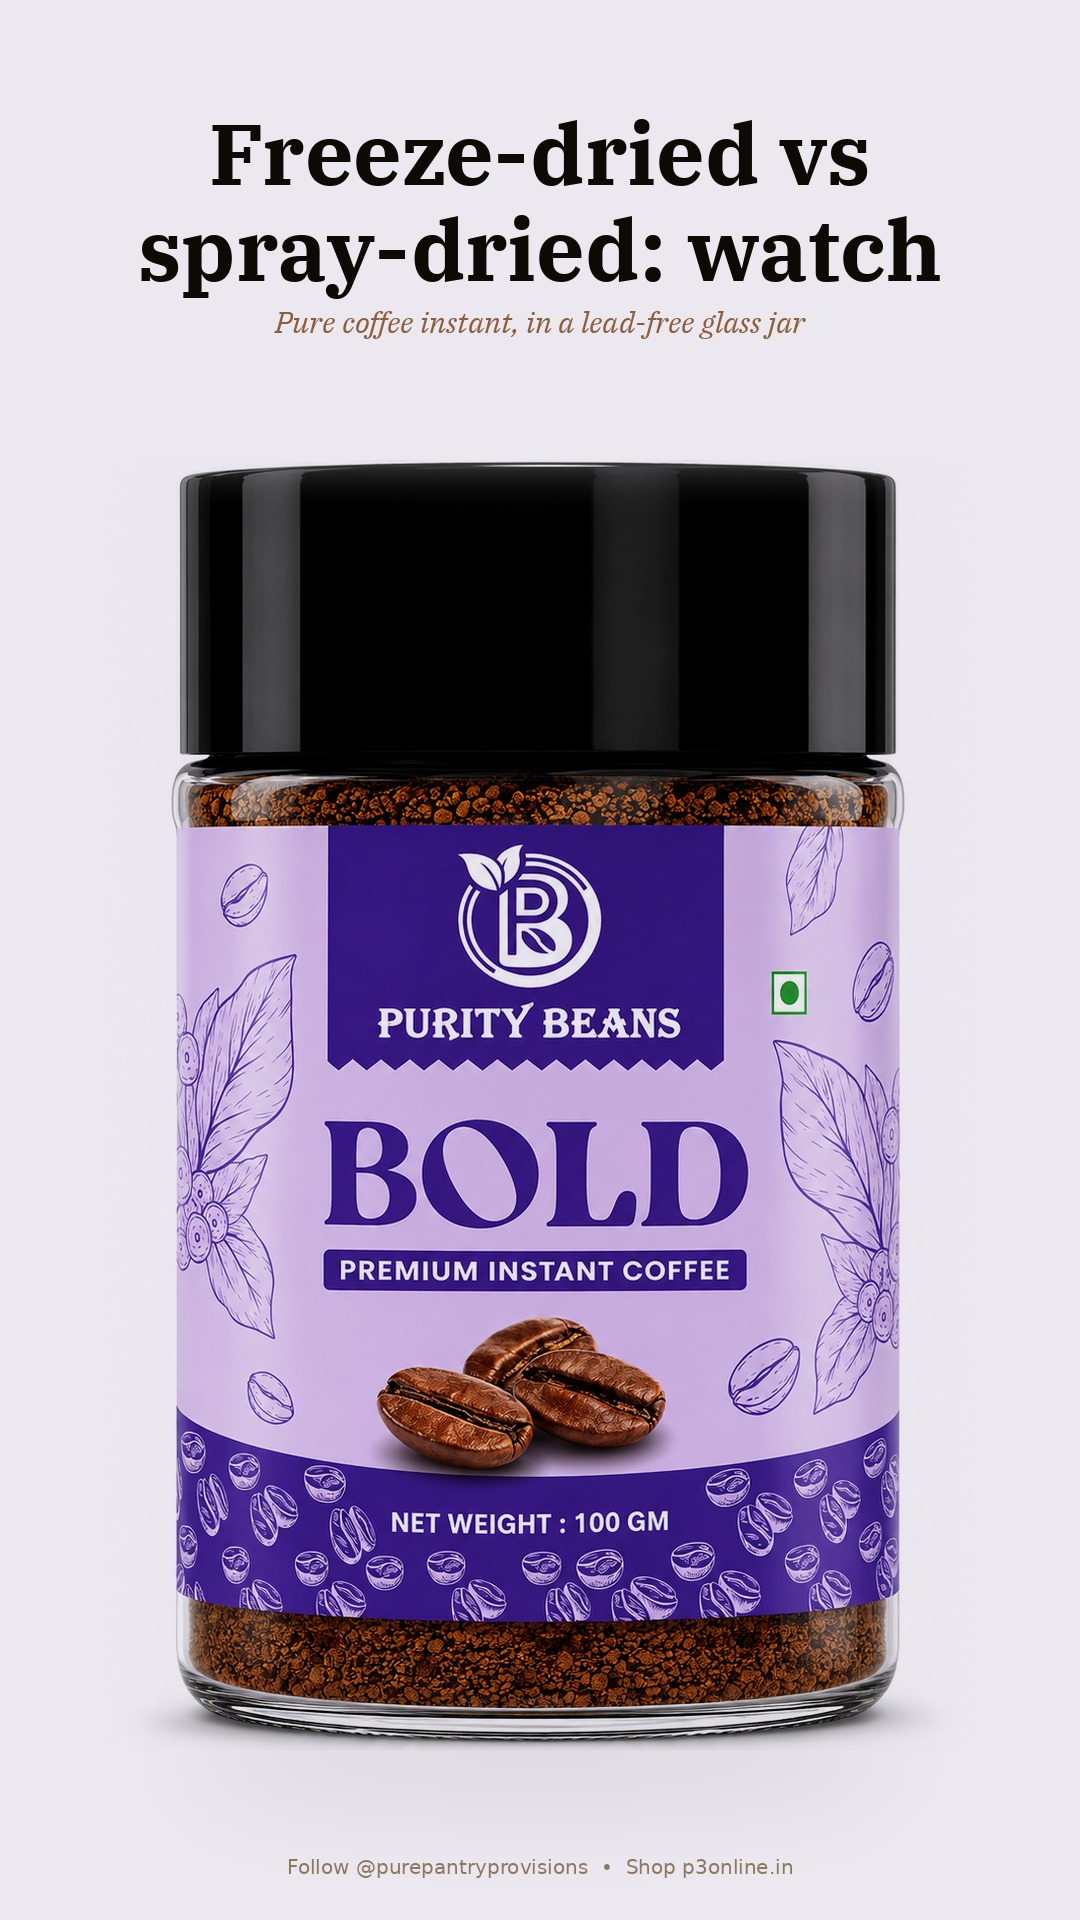 Freeze-dried vs
spray-dried: watch
Pure coffee instant, in a lead-free glass jar
PURITY BEANS
BOLD
PREMIUM INSTANT COFFEE
NET WEIGHT : 100 GM
Follow @purepantryprovisions • Shop p3online.in